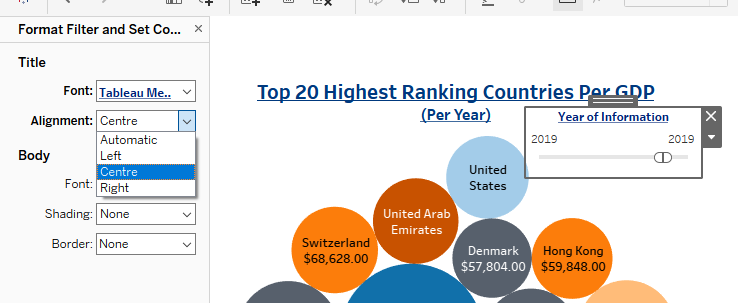 Format Filter and Set Co...
Title
Font: Tableau Me..
Alignment: Centre
Automatic
Left
Centre
Right
Body
Font:
Shading: None
Border: None
Top 20 Highest Ranking Countries Per GDP
(Per Year)
Year of Information
2019 2019
United
States
United Arab
Emirates
Switzerland
$68,628.00
Denmark
$57,804.00
Hong Kong
$59,848.00